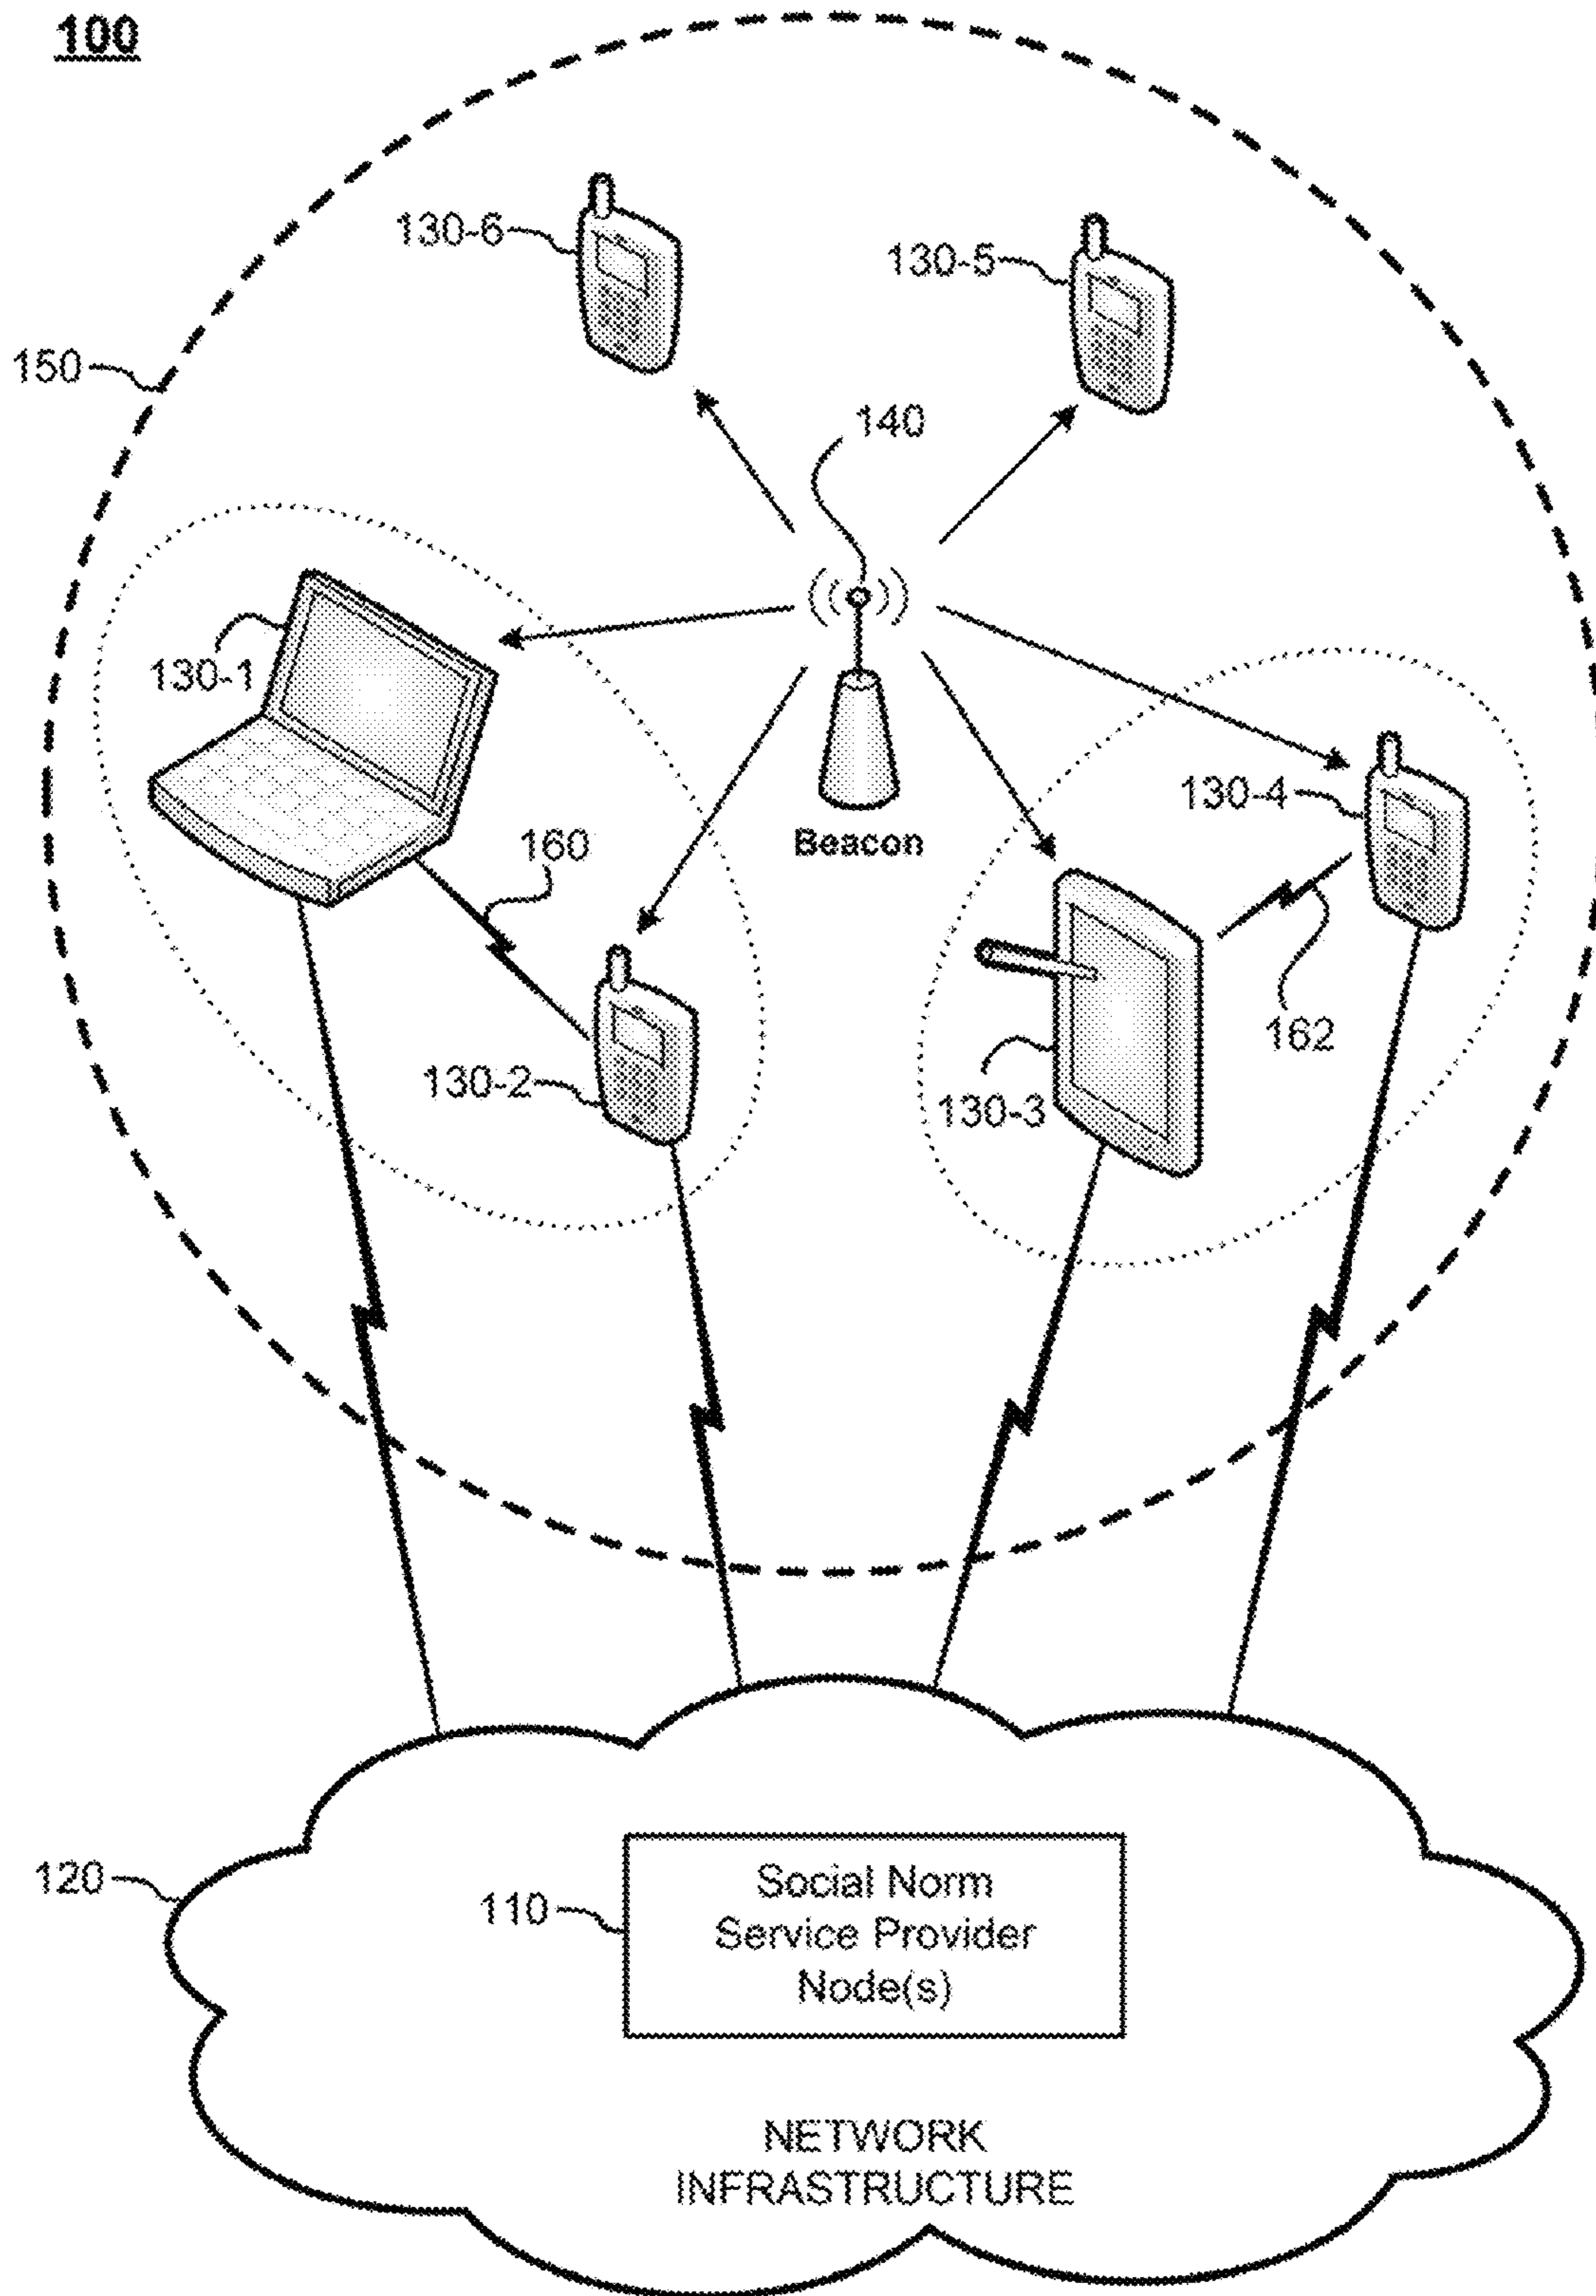 100
130-6
130-5
150
140
130-1
130-4
160
Beacon
162
130-2
130-3
120
110
Social Norm
Service Provider
Node(s)
NETWORK
INFRASTRUCTURE